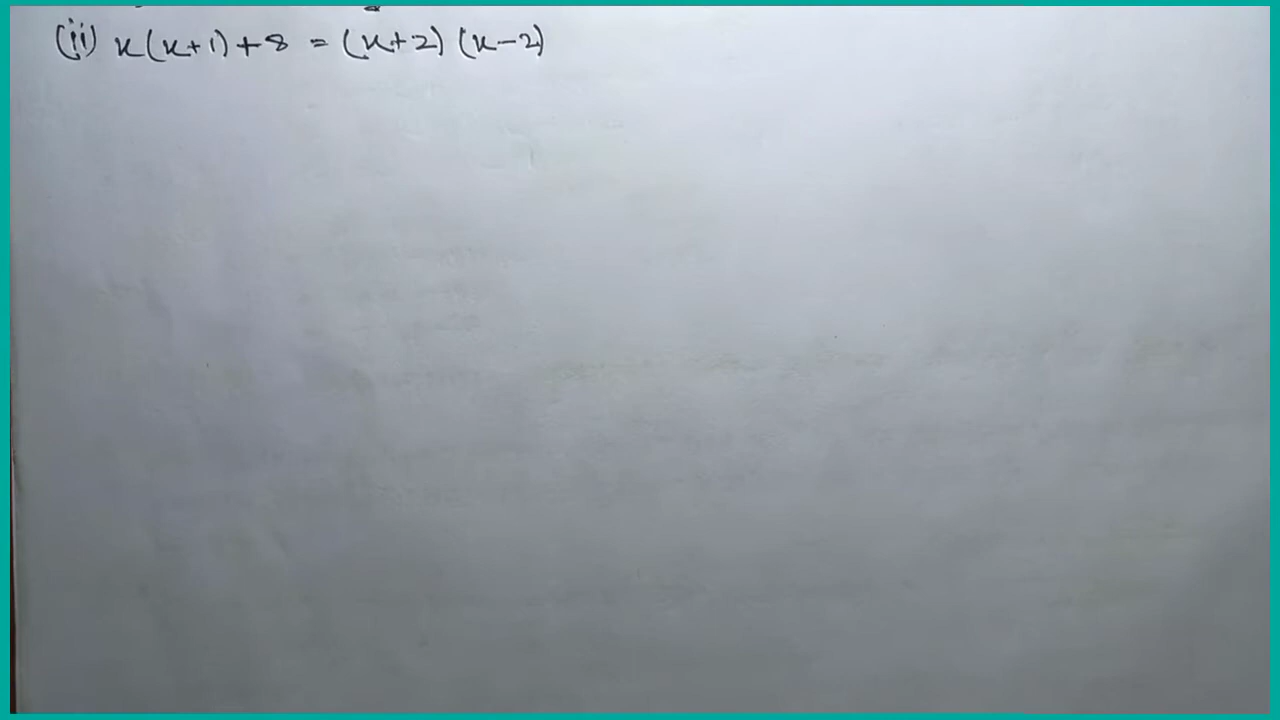 (ii) x(x+1)+8 = (x+2) (x-2)